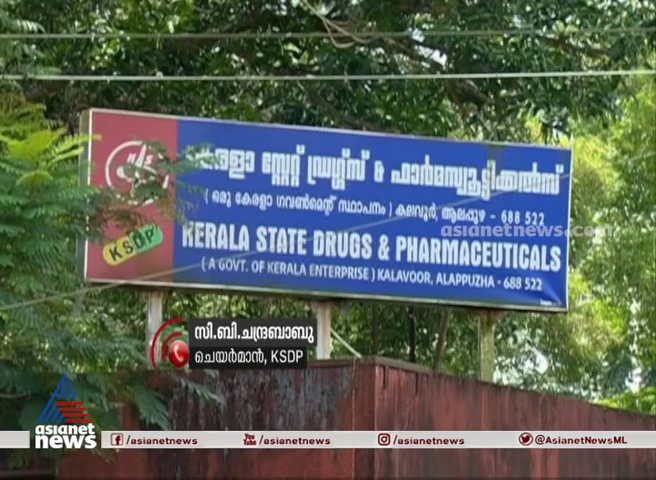 കേരളാ സ്റ്റേറ്റ് ഡ്രഗ്ഗ്സ് & ഫാർമസ്യൂട്ടിക്കൽസ്
( ഒരു കേരളാ ഗവൺമെന്റ് സ്ഥാപനം ) കലവൂർ, ആലപ്പുഴ - 688 522
asianetnews.com
KSDP
KERALA STATE DRUGS & PHARMACEUTICALS
( A GOVT. OF KERALA ENTERPRISE ) KALAVOOR, ALAPPUZHA - 688 522
സി.ബി.ചന്ദ്രബാബു
ചെയർമാൻ, KSDP
asianet news
/asianetnews /asianetnews /asianetnews @AsianetNewsML